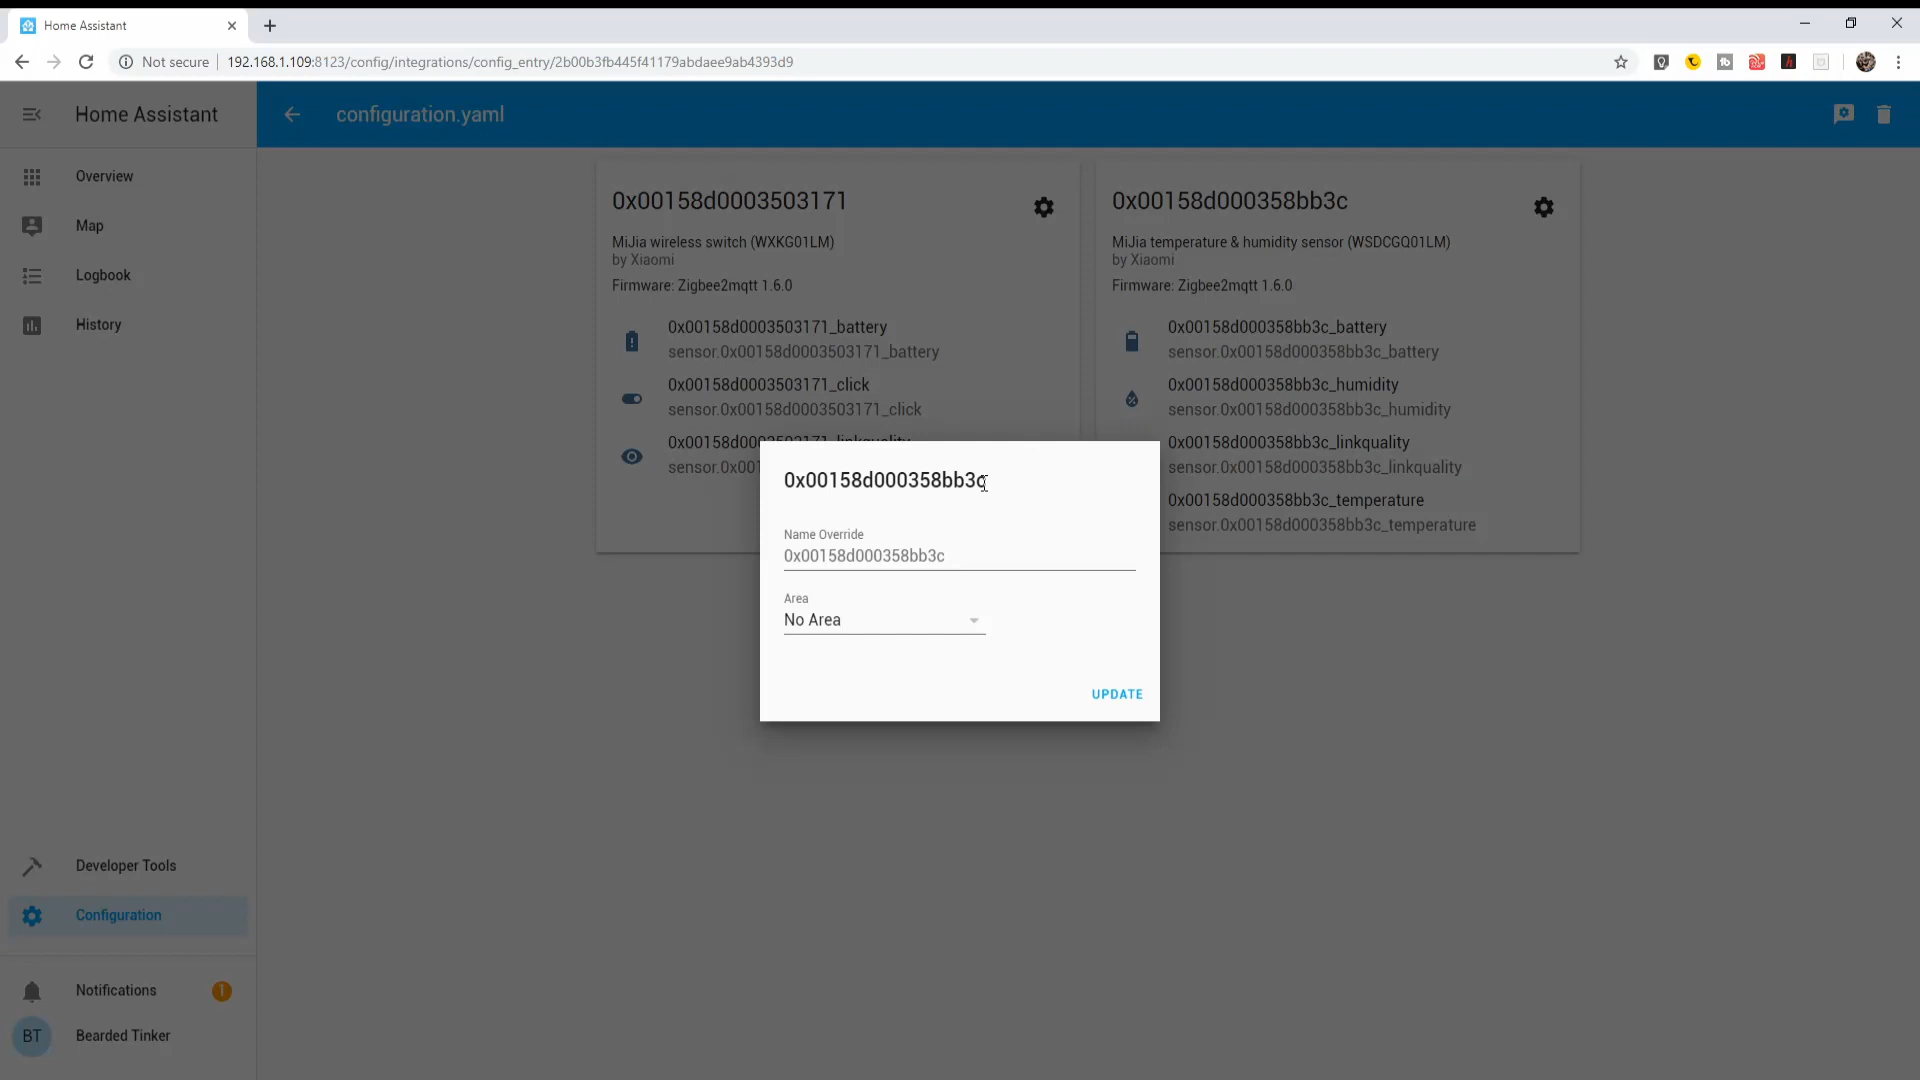 Home Assistant
Not secure
192.168.1.109:8123/config/integrations/config_entry/2b00b3fb445f41179abdaee9ab4393d9
Home Assistant
configuration.yaml
Overview
Map
Logbook
History
Developer Tools
Configuration
Notifications
1
BT
Bearded Tinker
0x00158d0003503171
MiJia wireless switch (WXKG01LM)
by Xiaomi
Firmware: Zigbee2mqtt 1.6.0
0x00158d0003503171_battery
sensor.0x00158d0003503171_battery
0x00158d0003503171_click
sensor.0x00158d0003503171_click
0x00158d0003503171_linkquality
sensor.0x001
0x00158d000358bb3c
MiJia temperature & humidity sensor (WSDCGQ01LM)
by Xiaomi
Firmware: Zigbee2mqtt 1.6.0
0x00158d000358bb3c_battery
sensor.0x00158d000358bb3c_battery
0x00158d000358bb3c_humidity
sensor.0x00158d000358bb3c_humidity
0x00158d000358bb3c_linkquality
sensor.0x00158d000358bb3c_linkquality
0x00158d000358bb3c_temperature
sensor.0x00158d000358bb3c_temperature
0x00158d000358bb3c
Name Override
0x00158d000358bb3c
Area
No Area
UPDATE